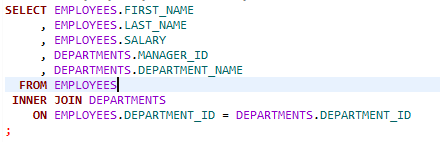 SELECT EMPLOYEES.FIRST_NAME
, EMPLOYEES.LAST_NAME
, EMPLOYEES.SALARY
, DEPARTMENTS.MANAGER_ID
, DEPARTMENTS.DEPARTMENT_NAME
FROM EMPLOYEES
INNER JOIN DEPARTMENTS
ON EMPLOYEES.DEPARTMENT_ID = DEPARTMENTS.DEPARTMENT_ID
;